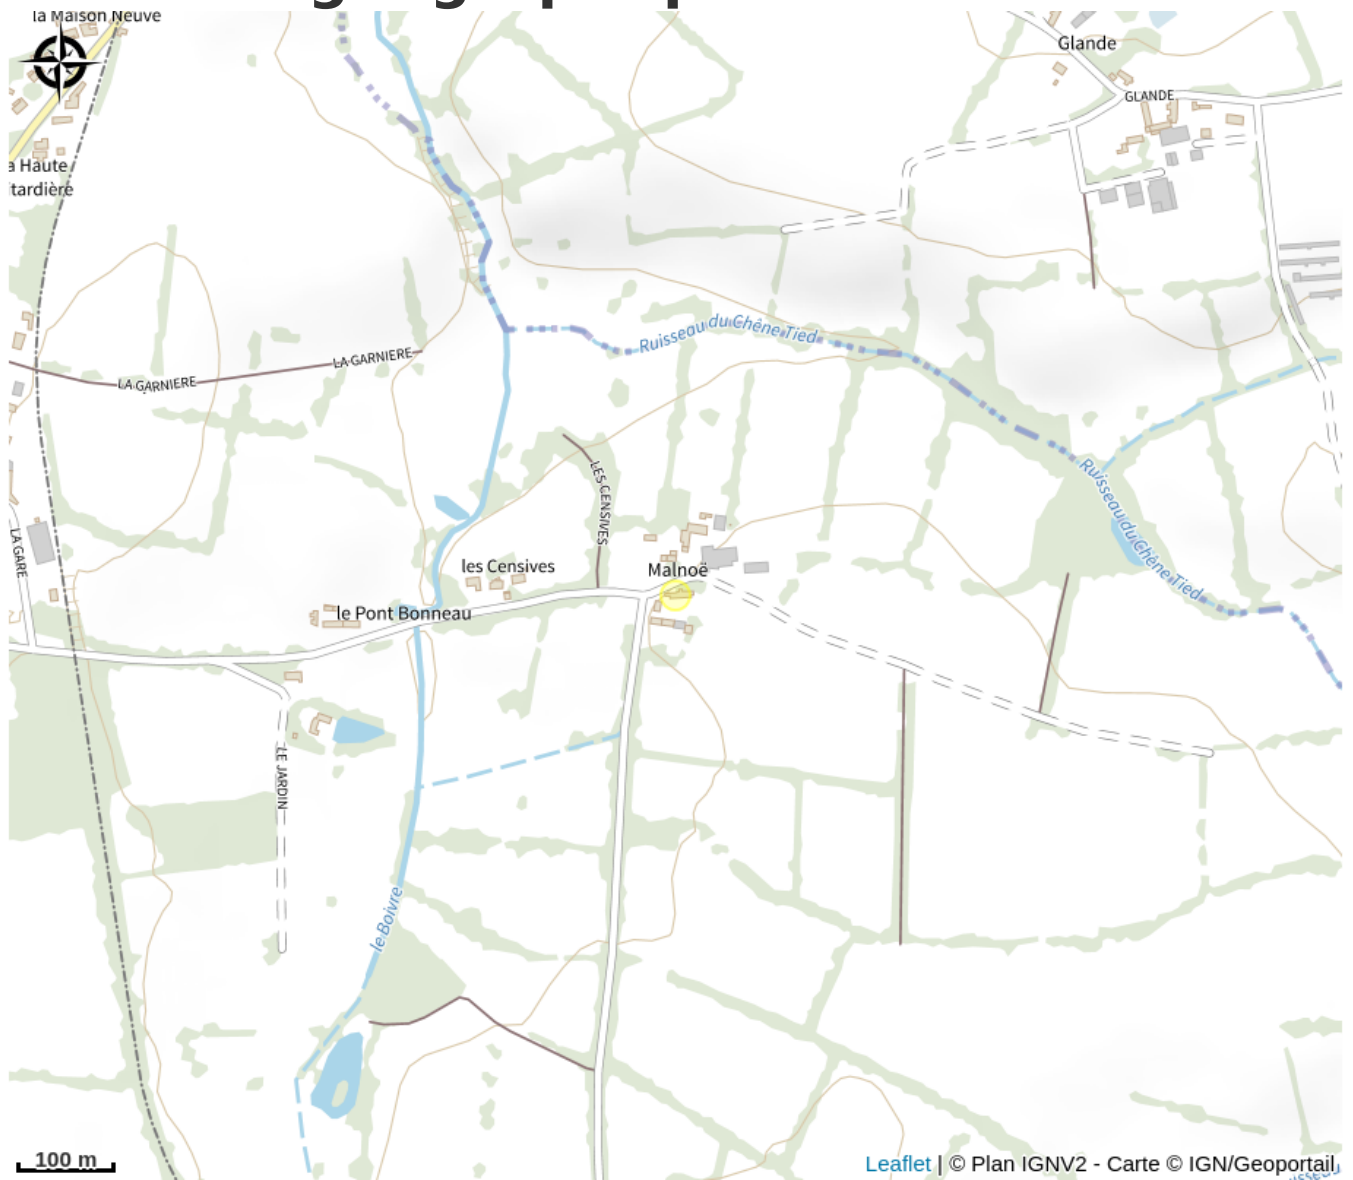 la Maison Neuve
Glande
GLANDE
a Haute
tardière
Ruisseau du Chêne Tied
LA GARNIERE
LA GARNIERE
LES CENSIVES
Ruisseau du Chêne Tied
LA GARE
les Censives
Malnoë
le Pont Bonneau
LE JARDIN
le Boivre
100 m
Leaflet | © Plan IGNV2 - Carte © IGN/Geoportail